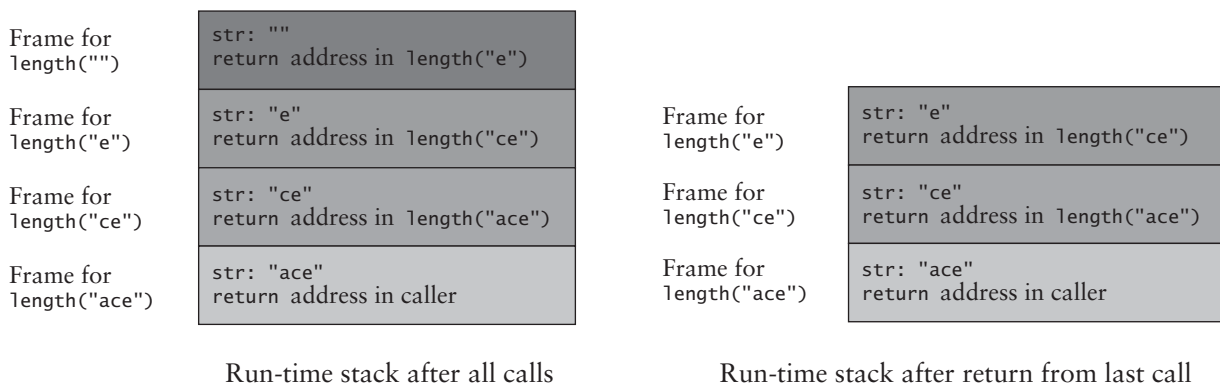 Frame for
length("")
str: ""
return address in length("e")
Frame for
length("e")
str: "e"
return address in length("ce")
Frame for
length("ce")
str: "ce"
return address in length("ace")
Frame for
length("ace")
str: "ace"
return address in caller
Run-time stack after all calls
Frame for
length("e")
str: "e"
return address in length("ce")
Frame for
length("ce")
str: "ce"
return address in length("ace")
Frame for
length("ace")
str: "ace"
return address in caller
Run-time stack after return from last call